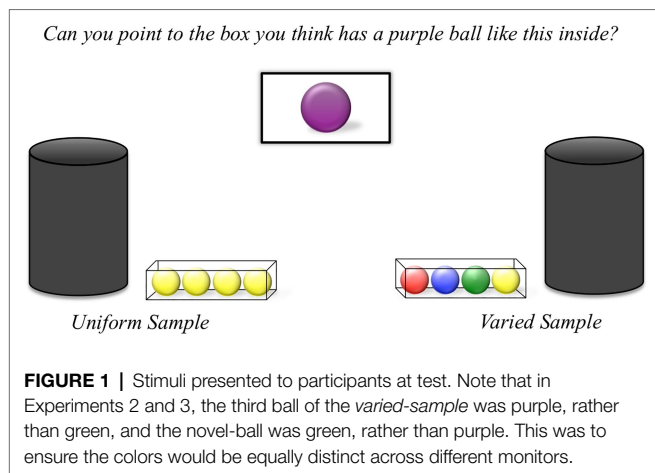 Can you point to the box you think has a purple ball like this inside?
Uniform Sample
Varied Sample
FIGURE 1 | Stimuli presented to participants at test. Note that in
Experiments 2 and 3, the third ball of the varied-sample was purple, rather
than green, and the novel-ball was green, rather than purple. This was to
ensure the colors would be equally distinct across different monitors.